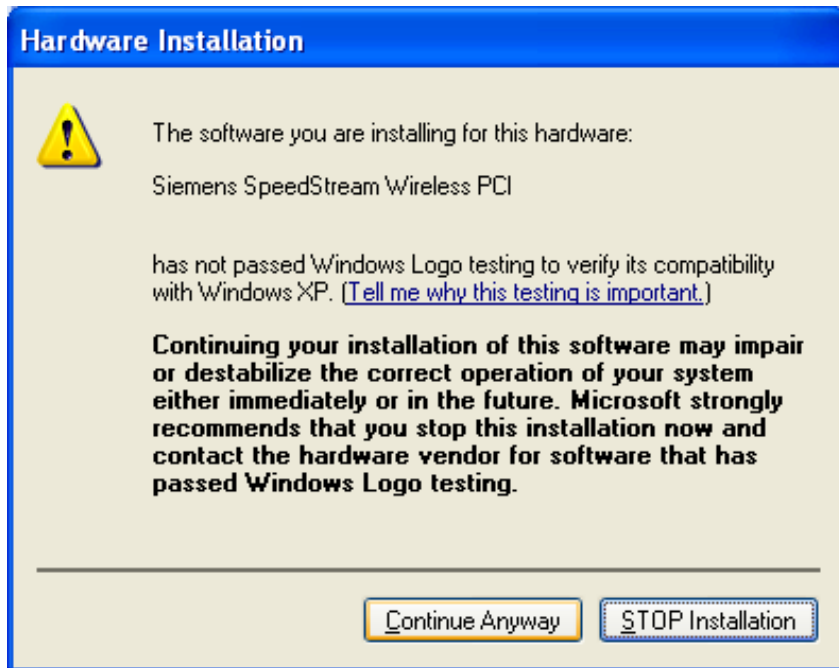 Hardware Installation
The software you are installing for this hardware:
Siemens SpeedStream Wireless PCI
has not passed Windows Logo testing to verify its compatibility
with Windows XP. (Tell me why this testing is important.)
Continuing your installation of this software may impair
or destabilize the correct operation of your system
either immediately or in the future. Microsoft strongly
recommends that you stop this installation now and
contact the hardware vendor for software that has
passed Windows Logo testing.
Continue Anyway
STOP Installation